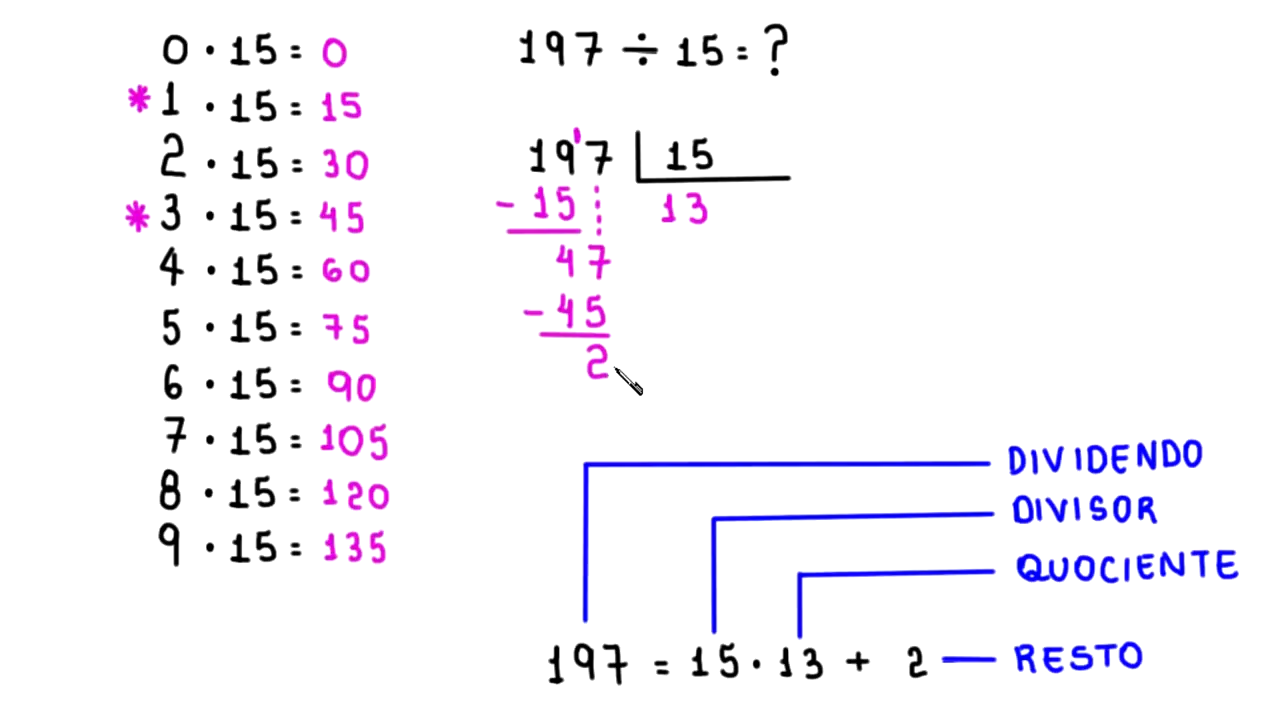 0 · 15 = 0
* 1 · 15 = 15
2 · 15 = 30
* 3 · 15 = 45
4 · 15 = 60
5 · 15 = 75
6 · 15 = 90
7 · 15 = 105
8 · 15 = 120
9 · 15 = 135
197 ÷ 15 = ?
19'7 | 15
- 15 13
47
- 45
2
DIVIDENDO
DIVISOR
QUOCIENTE
197 = 15 · 13 + 2 — RESTO